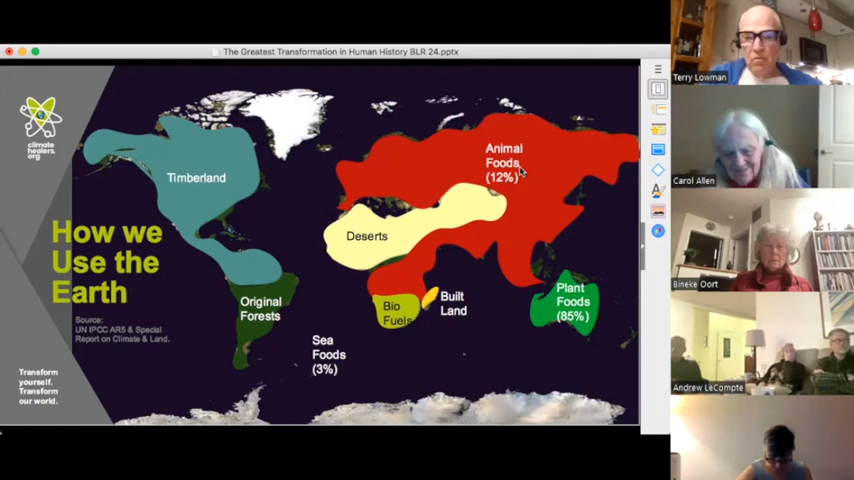 The Greatest Transformation in Human History BLR 24.pptx
climate
healers.
org
How we
Use the
Earth
Source:
UN IPCC AR5 & Special
Report on Climate & Land.
Transform
yourself.
Transform
our world.
Timberland
Animal
Foods
(12%)
Deserts
Original
Forests
Bio
Fuels
Built
Land
Plant
Foods
(85%)
Sea
Foods
(3%)
Terry Lowman
Carol Allen
Bineke Oort
Andrew LeCompte